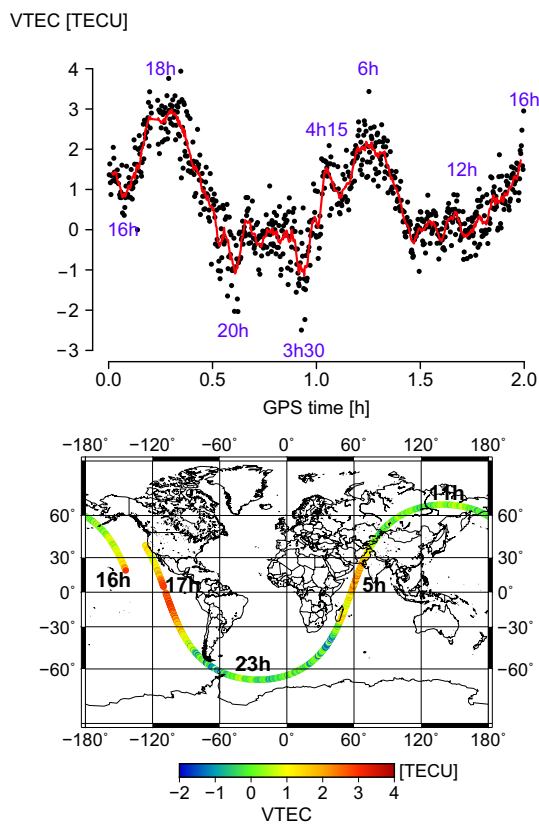 VTEC [TECU]
4
3
2
1
0
−1
−2
−3
18h
16h
20h
3h30
4h15
6h
12h
16h
0.0 0.5 1.0 1.5 2.0
GPS time [h]
−180˚ −120˚ −60˚ 0˚ 60˚ 120˚ 180˚
60˚ 60˚
30˚ 30˚
0˚ 0˚
−30˚ −30˚
−60˚ −60˚
11h
16h 17h 5h
23h
−180˚ −120˚ −60˚ 0˚ 60˚ 120˚ 180˚
[TECU]
−2 −1 0 1 2 3 4
VTEC